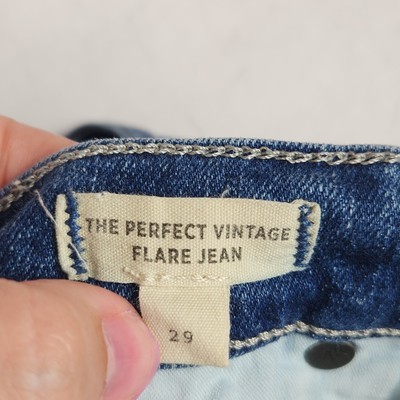 THE PERFECT VINTAGE
FLARE JEAN
29